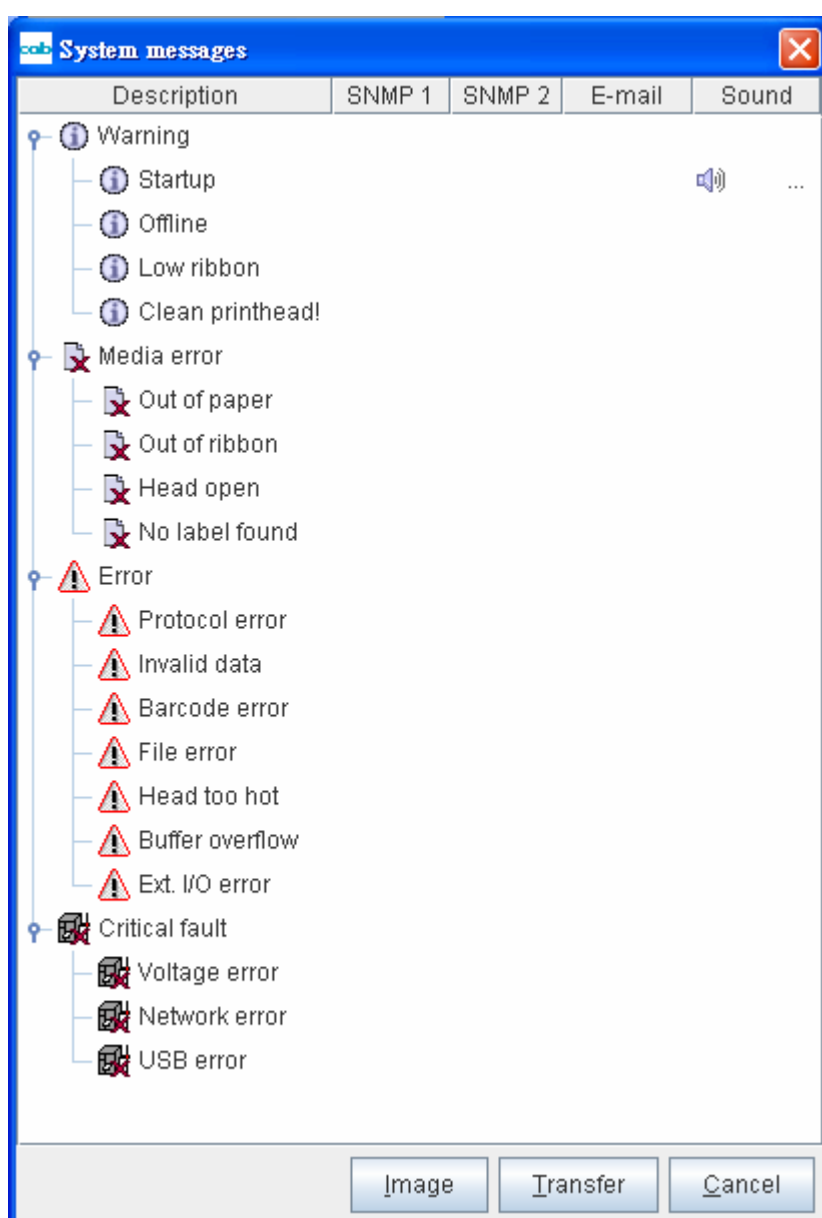 cab System messages
Description SNMP 1 SNMP 2 E-mail Sound
Warning
Startup ...
Offline
Low ribbon
Clean printhead!
Media error
Out of paper
Out of ribbon
Head open
No label found
Error
Protocol error
Invalid data
Barcode error
File error
Head too hot
Buffer overflow
Ext. I/O error
Critical fault
Voltage error
Network error
USB error
Image Transfer Cancel